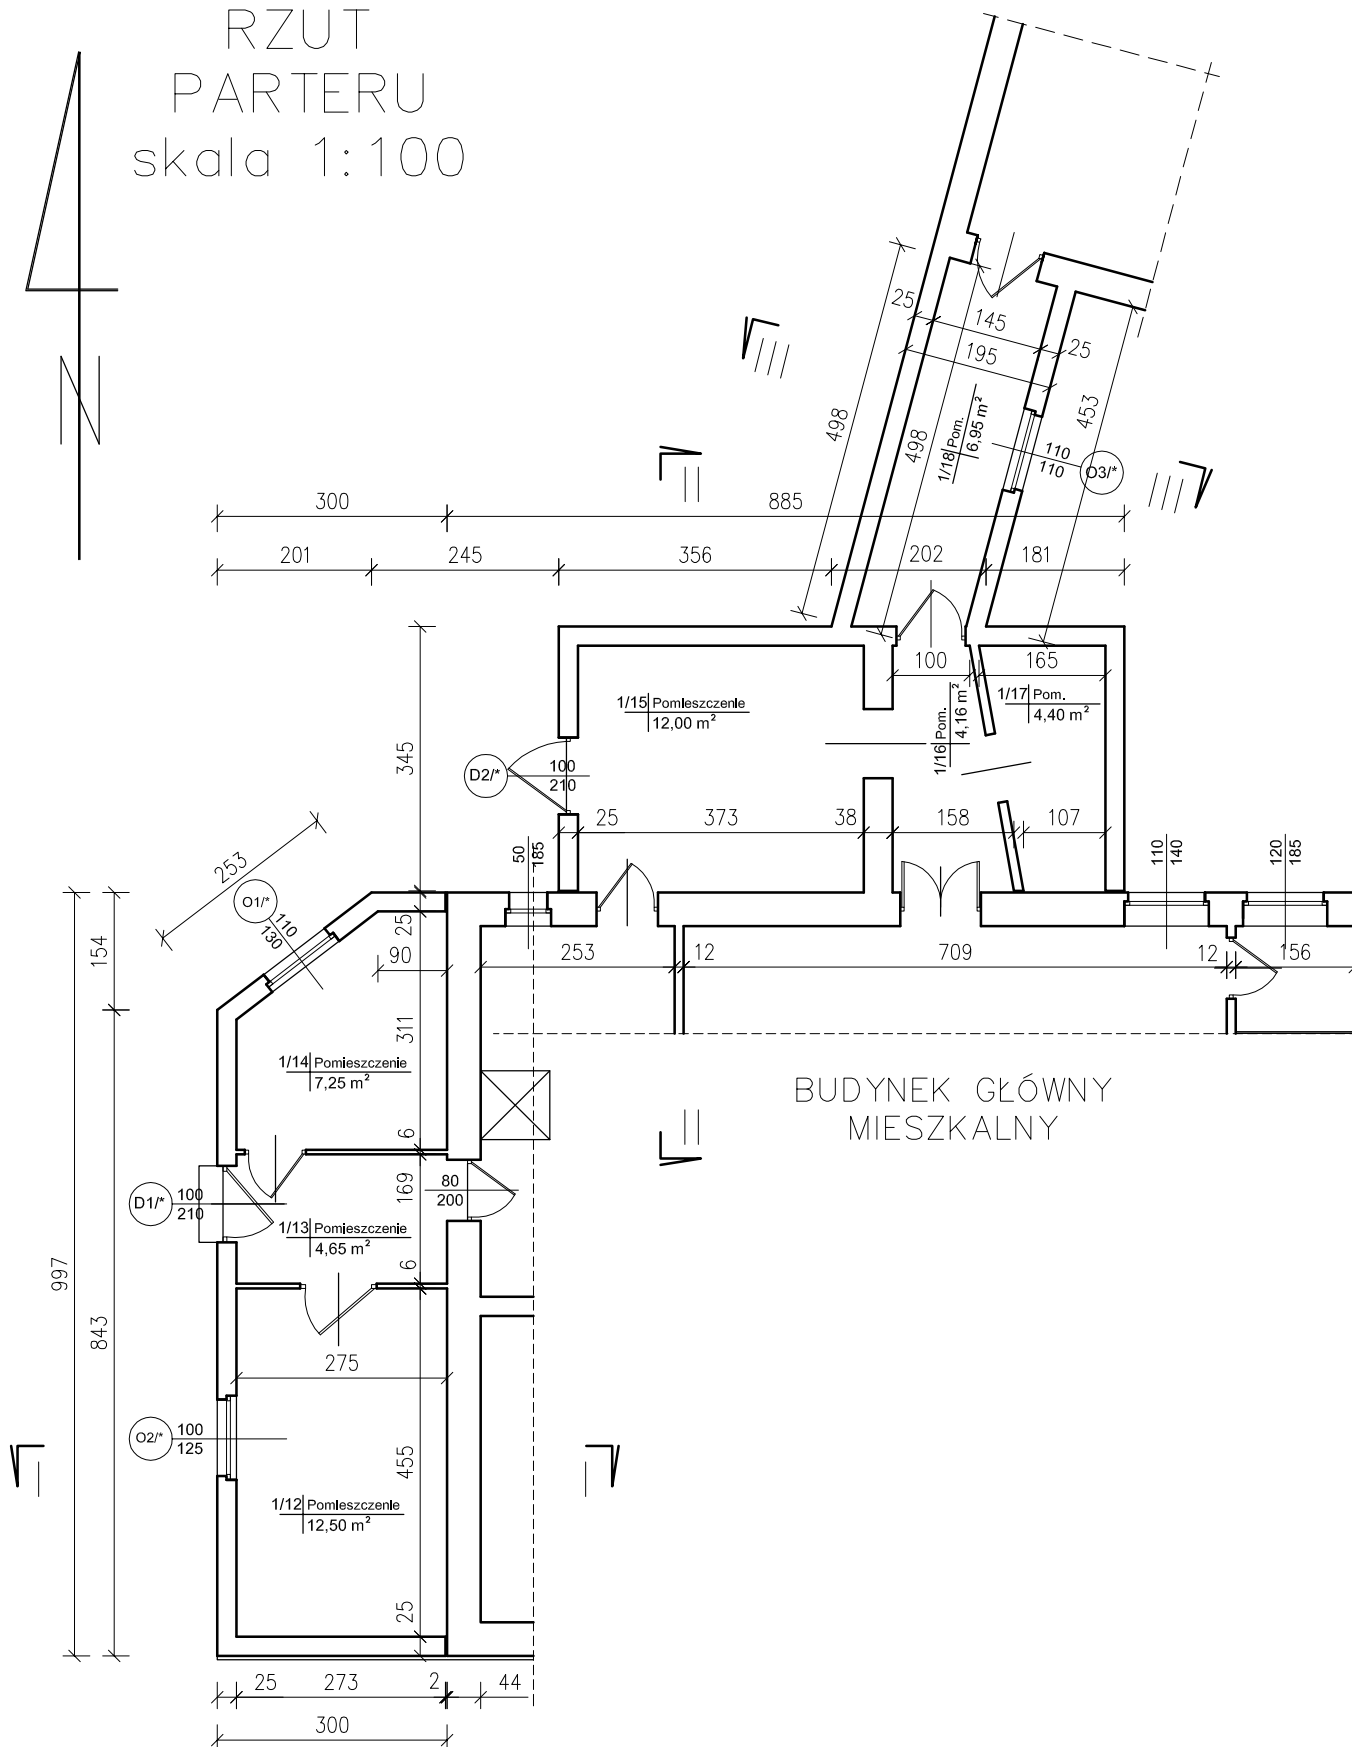 RZUT
PARTERU
skala 1:100
N
25
145
195
25
498
498
453
1/18 Pom.
6,95 m²
110
110
O3/*
III
III
II
300
885
201
245
356
202
181
100
165
1/15 Pomieszczenie
12,00 m²
1/16 Pom.
4,16 m²
1/17 Pom.
4,40 m²
345
D2/*
100
210
25
373
38
158
107
253
O1/*
110
130
50
185
110
140
120
185
154
25
90
253
12
709
12
156
311
1/14 Pomieszczenie
7,25 m²
BUDYNEK GŁÓWNY
MIESZKALNY
II
6
D1/*
100
210
169
80
200
1/13 Pomieszczenie
4,65 m²
6
997
843
275
O2/*
100
125
455
I
I
1/12 Pomieszczenie
12,50 m²
25
25
273
2
44
300